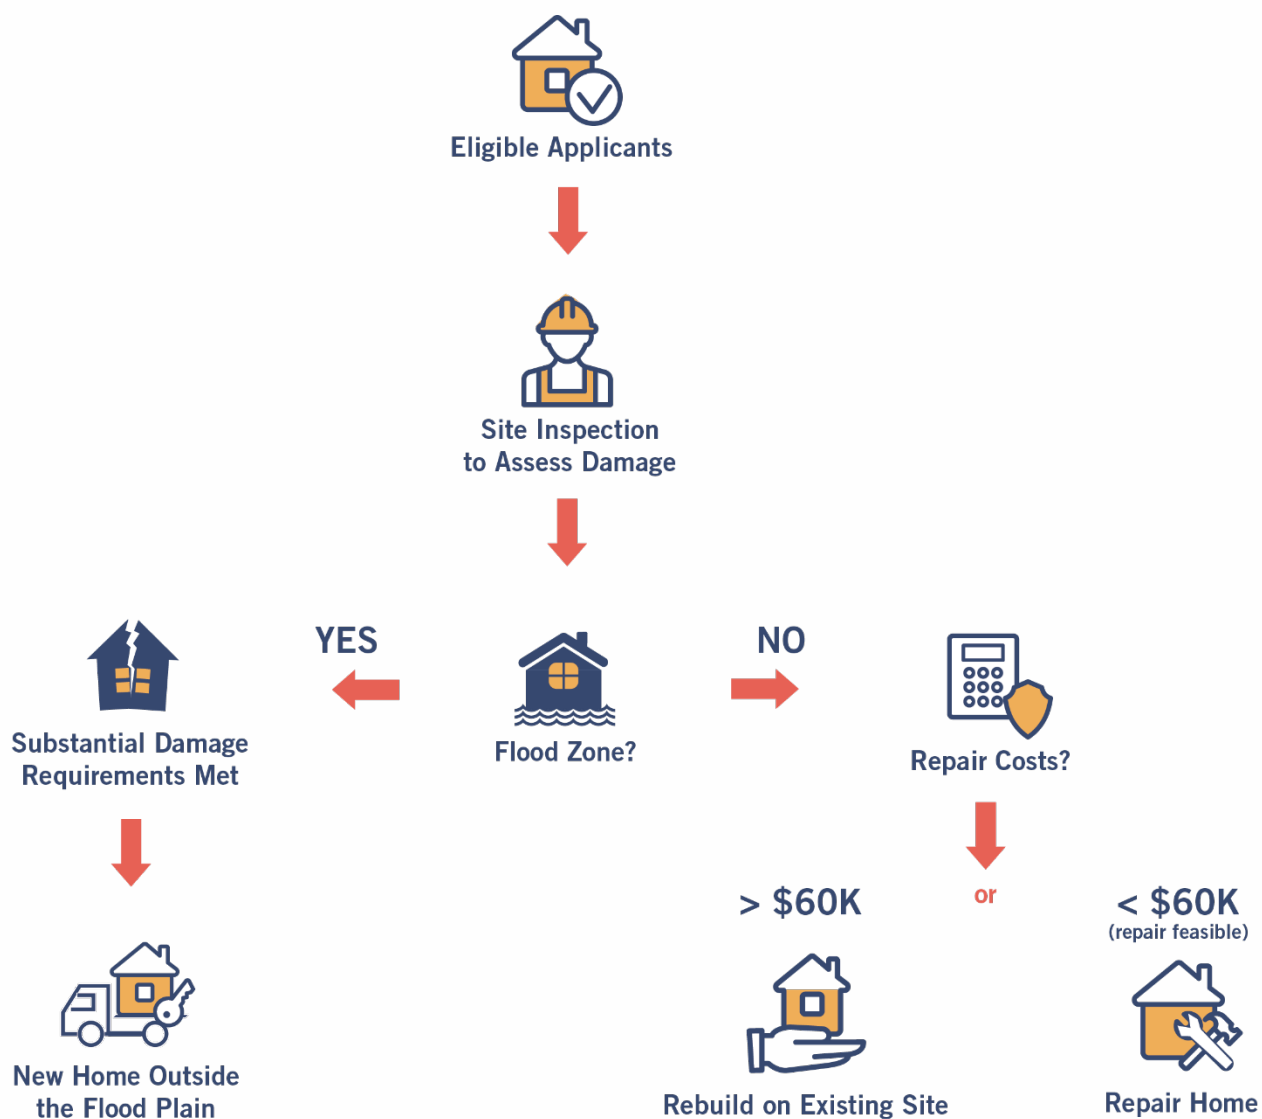 Eligible Applicants
Site Inspection
to Assess Damage
YES
NO
Substantial Damage
Requirements Met
Flood Zone?
Repair Costs?
or
> $60K
< $60K
(repair feasible)
New Home Outside
the Flood Plain
Rebuild on Existing Site
Repair Home